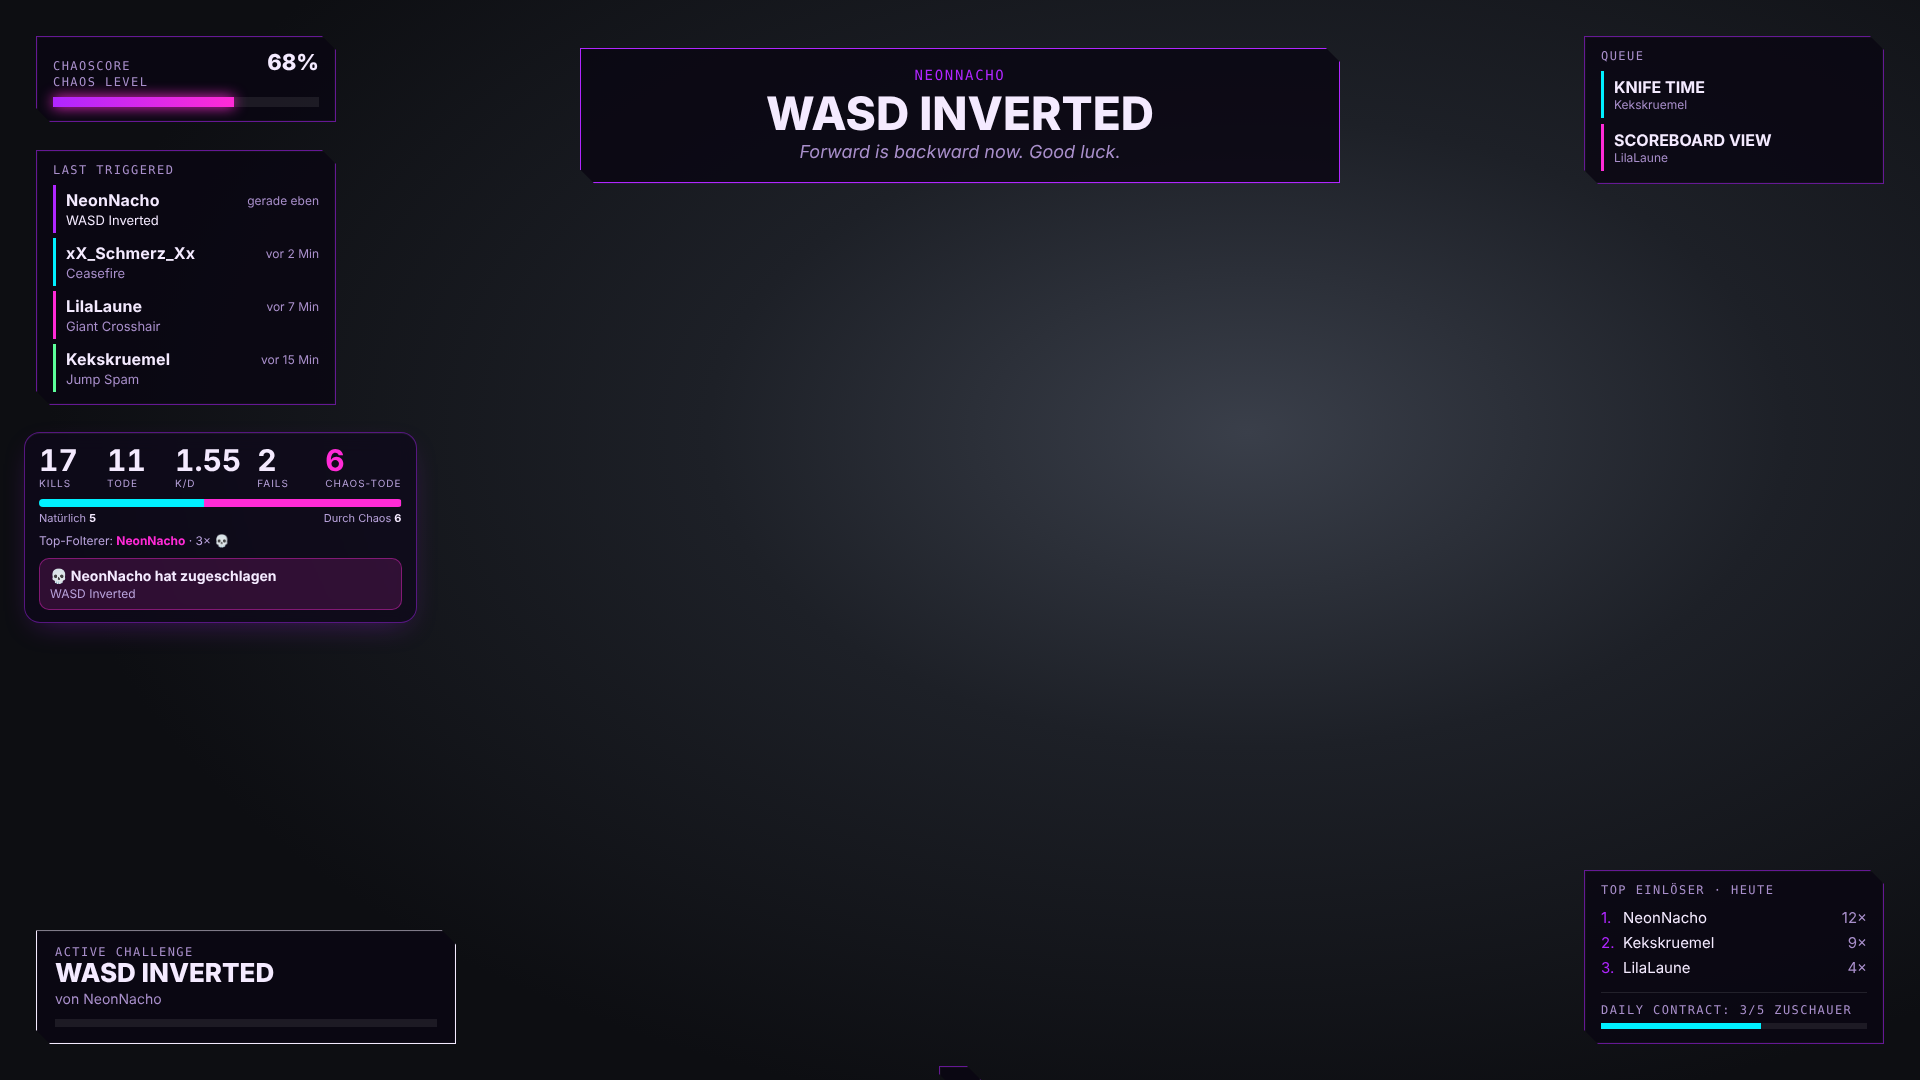 CHAOSCORE
CHAOS LEVEL
68%
LAST TRIGGERED
NeonNacho gerade eben
WASD Inverted
xX_Schmerz_Xx vor 2 Min
Ceasefire
LilaLaune vor 7 Min
Giant Crosshair
Kekskruemel vor 15 Min
Jump Spam
17 11 1.55 2 6
KILLS TODE K/D FAILS CHAOS-TODE
Natürlich 5 Durch Chaos 6
Top-Folterer: NeonNacho · 3× 💀
💀 NeonNacho hat zugeschlagen
WASD Inverted
ACTIVE CHALLENGE
WASD INVERTED
von NeonNacho
NEONNACHO
WASD INVERTED
Forward is backward now. Good luck.
QUEUE
KNIFE TIME
Kekskruemel
SCOREBOARD VIEW
LilaLaune
TOP EINLÖSER · HEUTE
1. NeonNacho 12×
2. Kekskruemel 9×
3. LilaLaune 4×
DAILY CONTRACT: 3/5 ZUSCHAUER